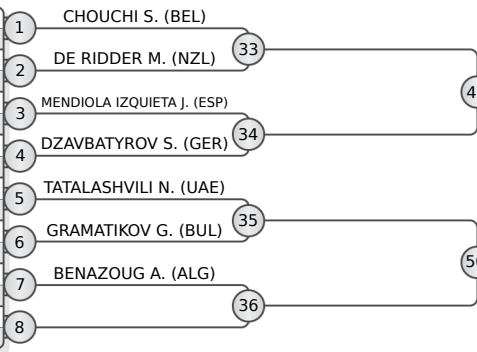 CHOUCHI S. (BEL)
1
33
DE RIDDER M. (NZL)
2
MENDIOLA IZQUIETA J. (ESP)
3
34
DZAVBATYROV S. (GER)
4
TATALASHVILI N. (UAE)
5
35
GRAMATIKOV G. (BUL)
6
BENAZOUG A. (ALG)
7
36
8